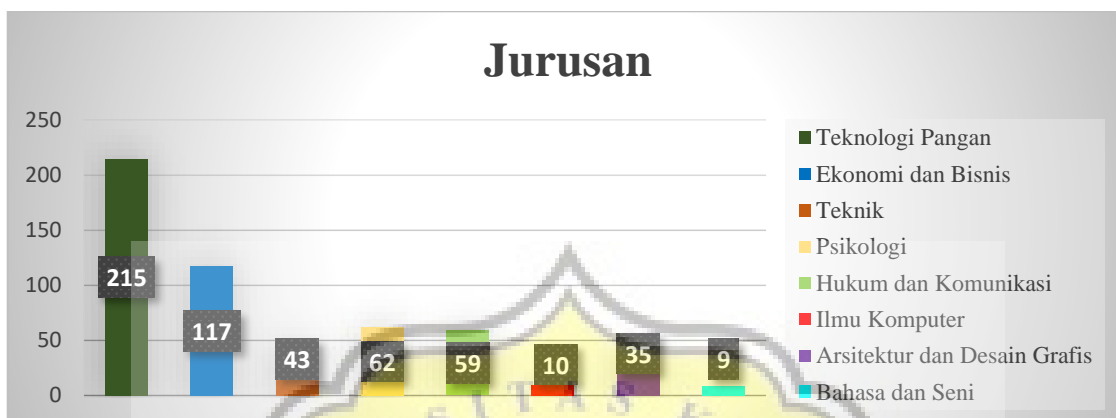 Jurusan
250
200
150
100
50
0
215
117
43
62
59
10
35
9
Teknologi Pangan
Ekonomi dan Bisnis
Teknik
Psikologi
Hukum dan Komunikasi
Ilmu Komputer
Arsitektur dan Desain Grafis
Bahasa dan Seni